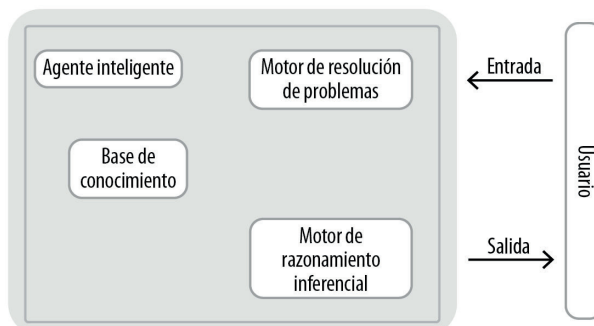 Agente inteligente
Motor de resolución
de problemas
Entrada
Base de
conocimiento
Usuario
Motor de
razonamiento
inferencial
Salida